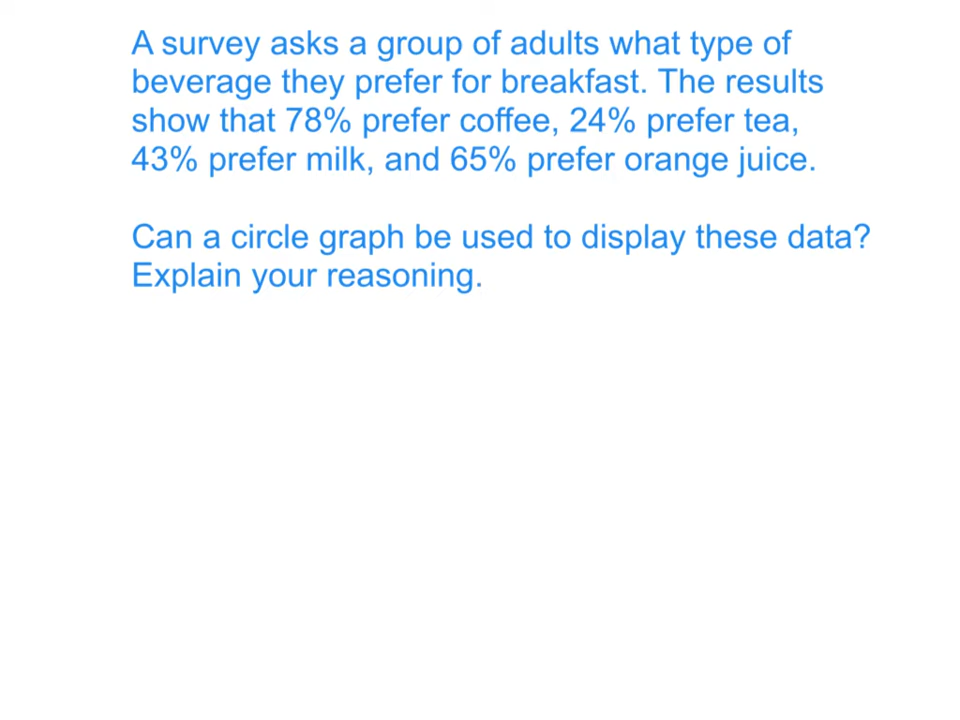 A survey asks a group of adults what type of
beverage they prefer for breakfast. The results
show that 78% prefer coffee, 24% prefer tea,
43% prefer milk, and 65% prefer orange juice.
Can a circle graph be used to display these data?
Explain your reasoning.